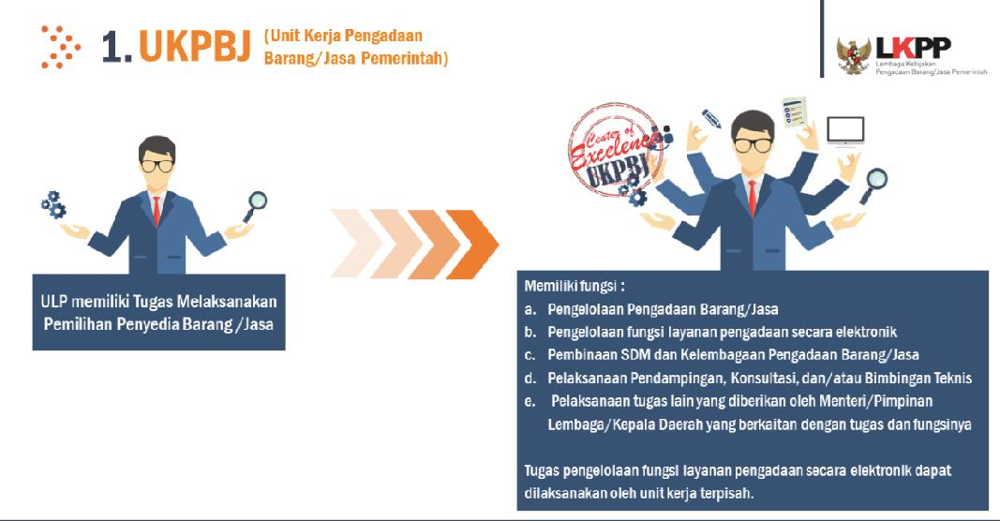 1. UKPBJ
(Unit Kerja Pengadaan
Barang/Jasa Pemerintah)
LKPP
Lembaga Kebijakan
Pengadaan Barang/Jasa Pemerintah
Center of
Excelence
UKPBJ
ULP memiliki Tugas Melaksanakan
Pemilihan Penyedia Barang /Jasa
Memiliki fungsi :
a. Pengelolaan Pengadaan Barang/Jasa
b. Pengelolaan fungsi layanan pengadaan secara elektronik
c. Pembinaan SDM dan Kelembagaan Pengadaan Barang/Jasa
d. Pelaksanaan Pendampingan, Konsultasi, dan/atau Bimbingan Teknis
e. Pelaksanaan tugas lain yang diberikan oleh Menteri/Pimpinan
Lembaga/Kepala Daerah yang berkaitan dengan tugas dan fungsinya
Tugas pengelolaan fungsi layanan pengadaan secara elektronik dapat
dilaksanakan oleh unit kerja terpisah.